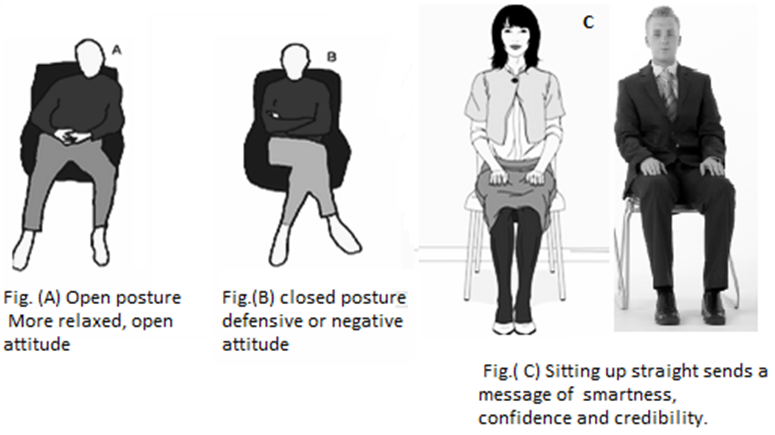 A
B
C
Fig. (A) Open posture
More relaxed, open
attitude
Fig.(B) closed posture
defensive or negative
attitude
Fig.( C) Sitting up straight sends a
message of smartness,
confidence and credibility.